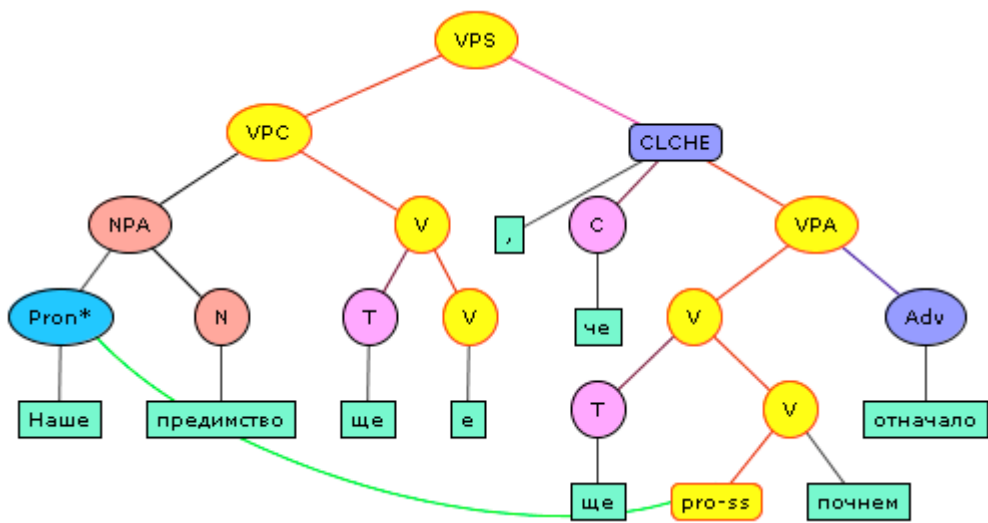 VPS
VPC CLCHE
NPA V , C VPA
Pron* N T V че V Adv
Наше предимство ще е T V отначало
ще pro-ss почнем